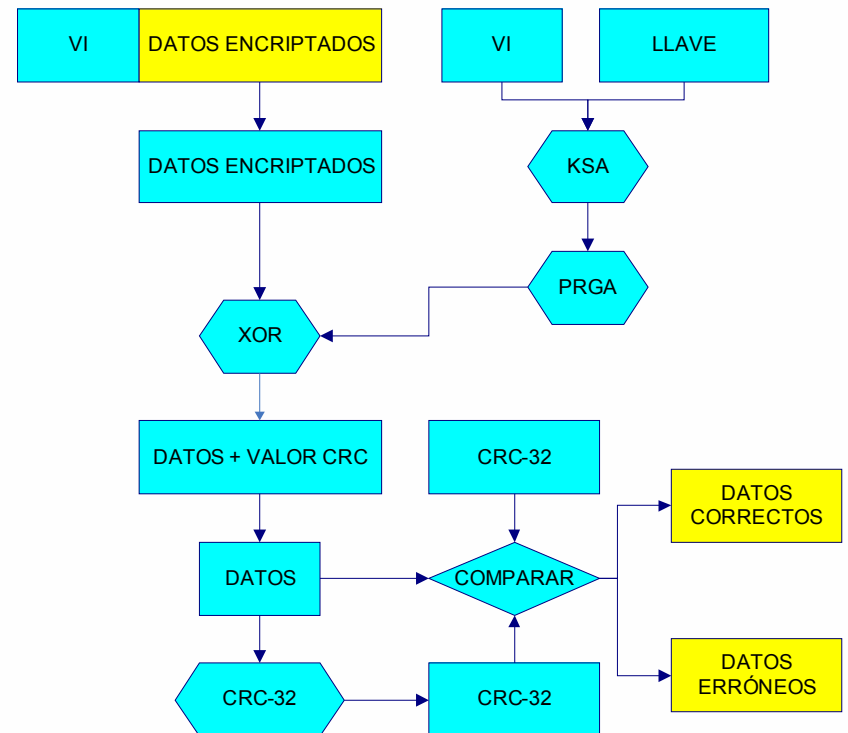 VI
DATOS ENCRIPTADOS
VI
LLAVE
DATOS ENCRIPTADOS
KSA
PRGA
XOR
DATOS + VALOR CRC
CRC-32
DATOS
CORRECTOS
DATOS
COMPARAR
DATOS
ERRÓNEOS
CRC-32
CRC-32